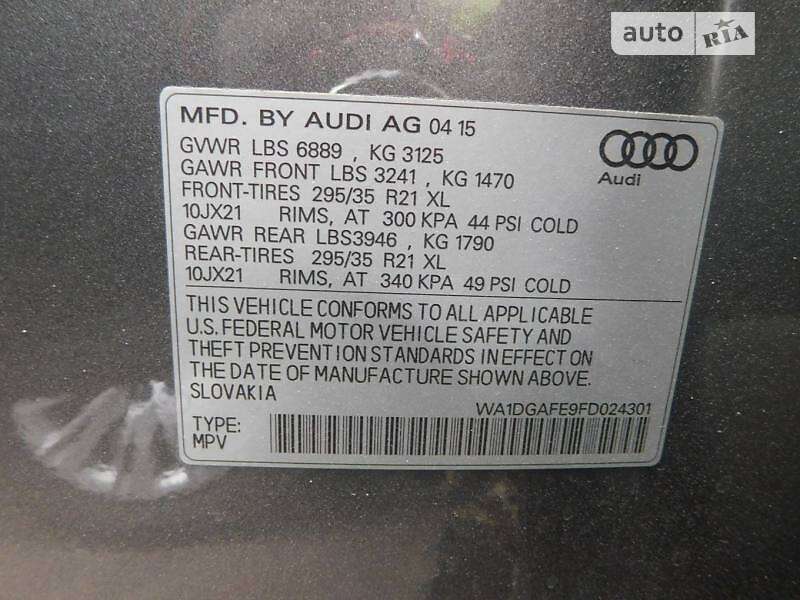 auto RIA
MFD. BY AUDI AG 04 15
GVWR LBS 6889 , KG 3125
GAWR FRONT LBS 3241 , KG 1470
FRONT-TIRES 295/35 R21 XL
10JX21 RIMS, AT 300 KPA 44 PSI COLD
GAWR REAR LBS3946 , KG 1790
REAR-TIRES 295/35 R21 XL
10JX21 RIMS, AT 340 KPA 49 PSI COLD
Audi
THIS VEHICLE CONFORMS TO ALL APPLICABLE
U.S. FEDERAL MOTOR VEHICLE SAFETY AND
THEFT PREVENTION STANDARDS IN EFFECT ON
THE DATE OF MANUFACTURE SHOWN ABOVE.
SLOVAKIA
WA1DGAFE9FD024301
TYPE:
MPV